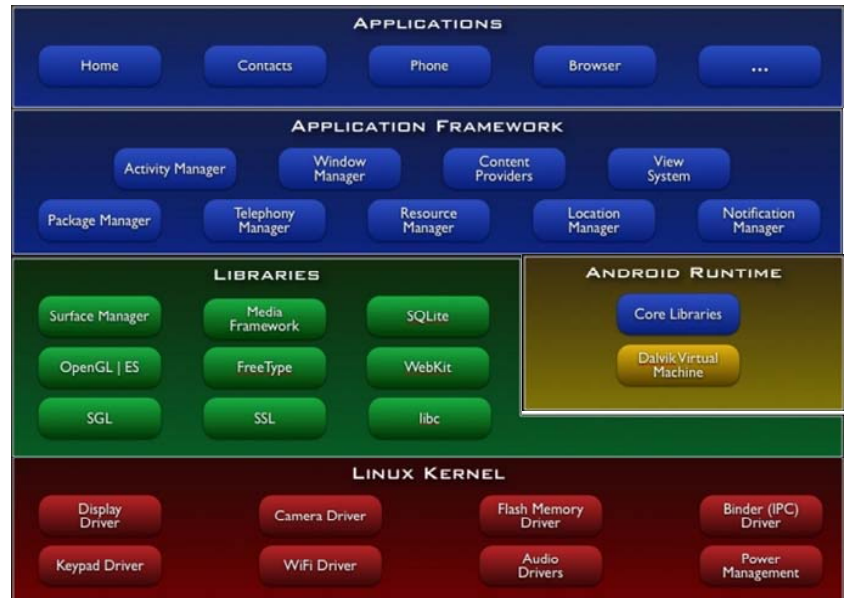 APPLICATIONS
Home
Contacts
Phone
Browser
...
APPLICATION FRAMEWORK
Activity Manager
Window
Manager
Content
Providers
View
System
Package Manager
Telephony
Manager
Resource
Manager
Location
Manager
Notification
Manager
LIBRARIES
Surface Manager
Media
Framework
SQLite
OpenGL | ES
FreeType
WebKit
SGL
SSL
libc
ANDROID RUNTIME
Core Libraries
Dalvik Virtual
Machine
LINUX KERNEL
Display
Driver
Camera Driver
Flash Memory
Driver
Binder (IPC)
Driver
Keypad Driver
WiFi Driver
Audio
Drivers
Power
Management